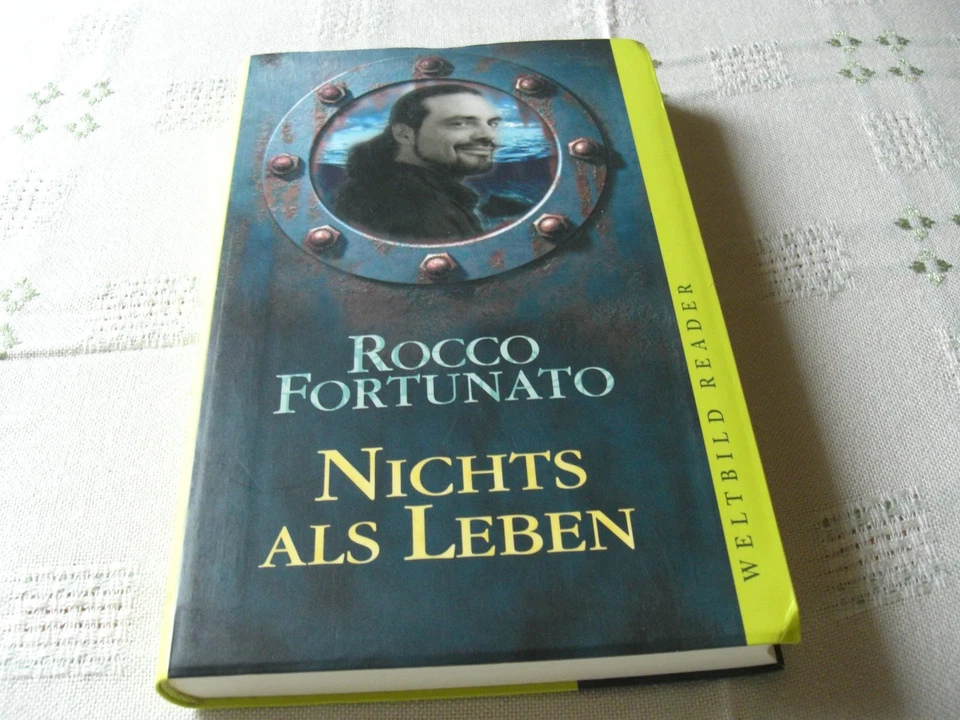 ROCCO
FORTUNATO
NICHTS
ALS LEBEN
WELTBILD READER